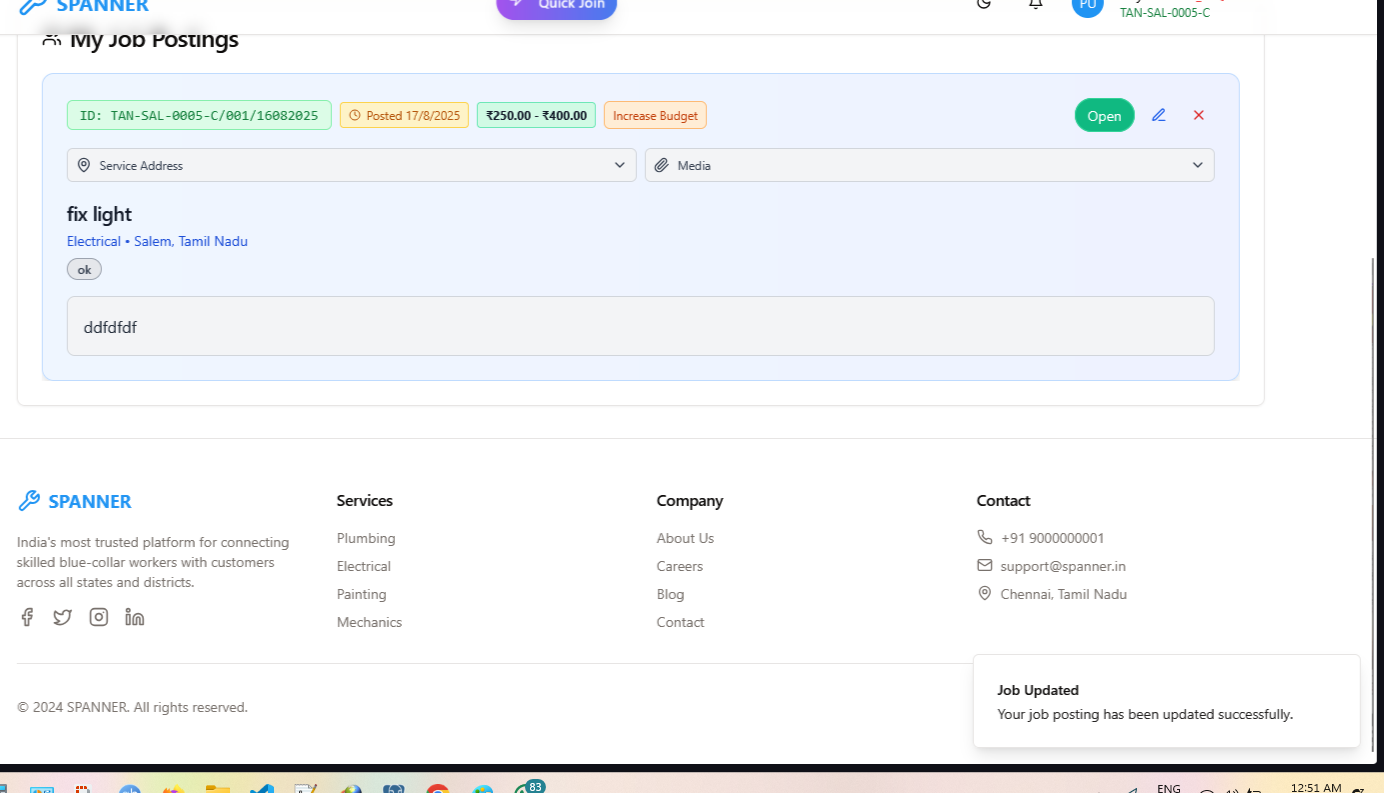 SPANNER
Quick Join
PU
TAN-SAL-0005-C
My Job Postings
ID: TAN-SAL-0005-C/001/16082025
Posted 17/8/2025
₹250.00 - ₹400.00
Increase Budget
Open
Service Address
Media
fix light
Electrical • Salem, Tamil Nadu
ok
ddfdfdf
SPANNER
India's most trusted platform for connecting
skilled blue-collar workers with customers
across all states and districts.
Services
Plumbing
Electrical
Painting
Mechanics
Company
About Us
Careers
Blog
Contact
Contact
+91 9000000001
support@spanner.in
Chennai, Tamil Nadu
© 2024 SPANNER. All rights reserved.
Job Updated
Your job posting has been updated successfully.
83
ENG
12:51 AM